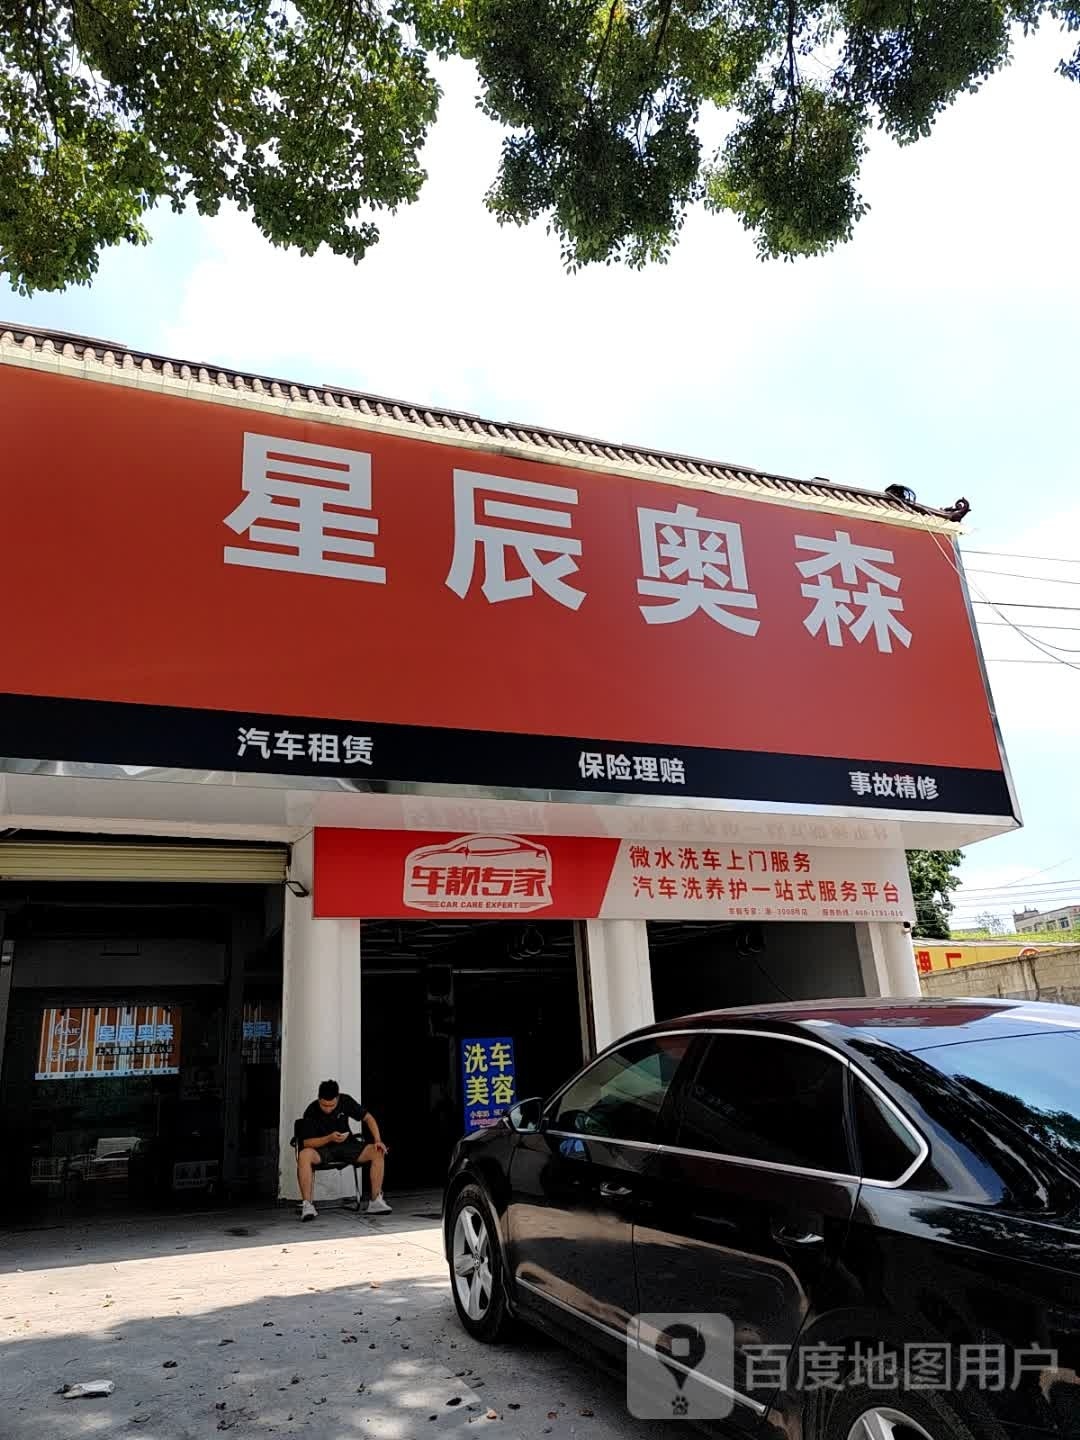 星辰奥森
汽车租赁
保险理赔
事故精修
车靓专家
CAR CARE EXPERT
微水洗车上门服务
汽车洗养护一站式服务平台
星辰奥森
洗车
美容
百度地图用户